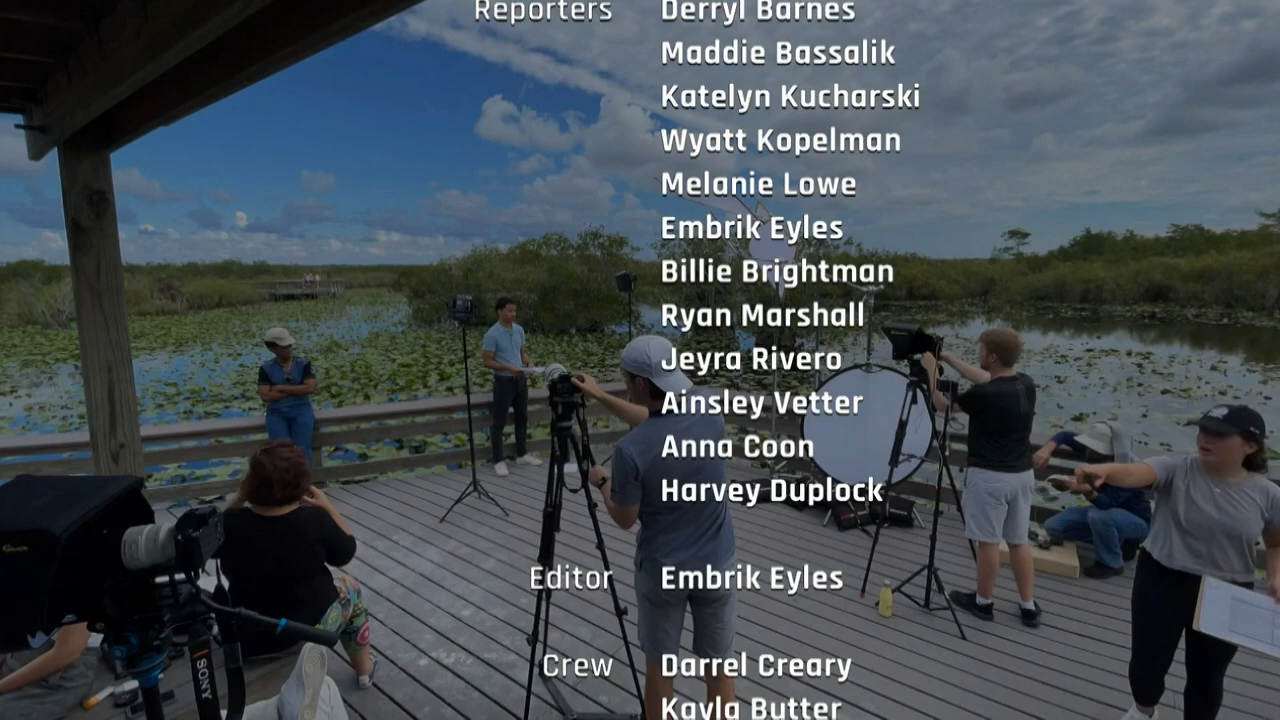 Reporters Derryl Barnes
Maddie Bassalik
Katelyn Kucharski
Wyatt Kopelman
Melanie Lowe
Embrik Eyles
Billie Brightman
Ryan Marshall
Jeyra Rivero
Ainsley Vetter
Anna Coon
Harvey Duplock
Editor Embrik Eyles
Crew Darrel Creary
Kayla Butter
SONY